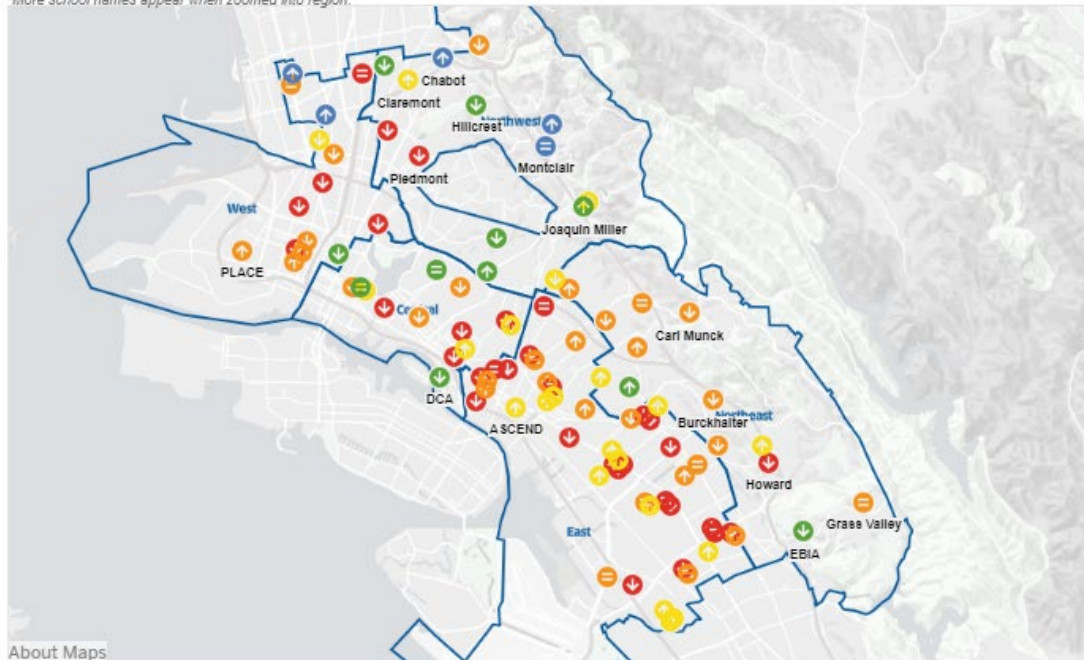 *More school names appear when zoomed into region.
Chabot
Claremont
Hillcrest
Northwest
Montclair
Piedmont
West
Joaquin Miller
PLACE
Central
Carl Munck
DCA
ASCEND
Burckhalter
Northeast
Howard
Grass Valley
East
EBIA
About Maps